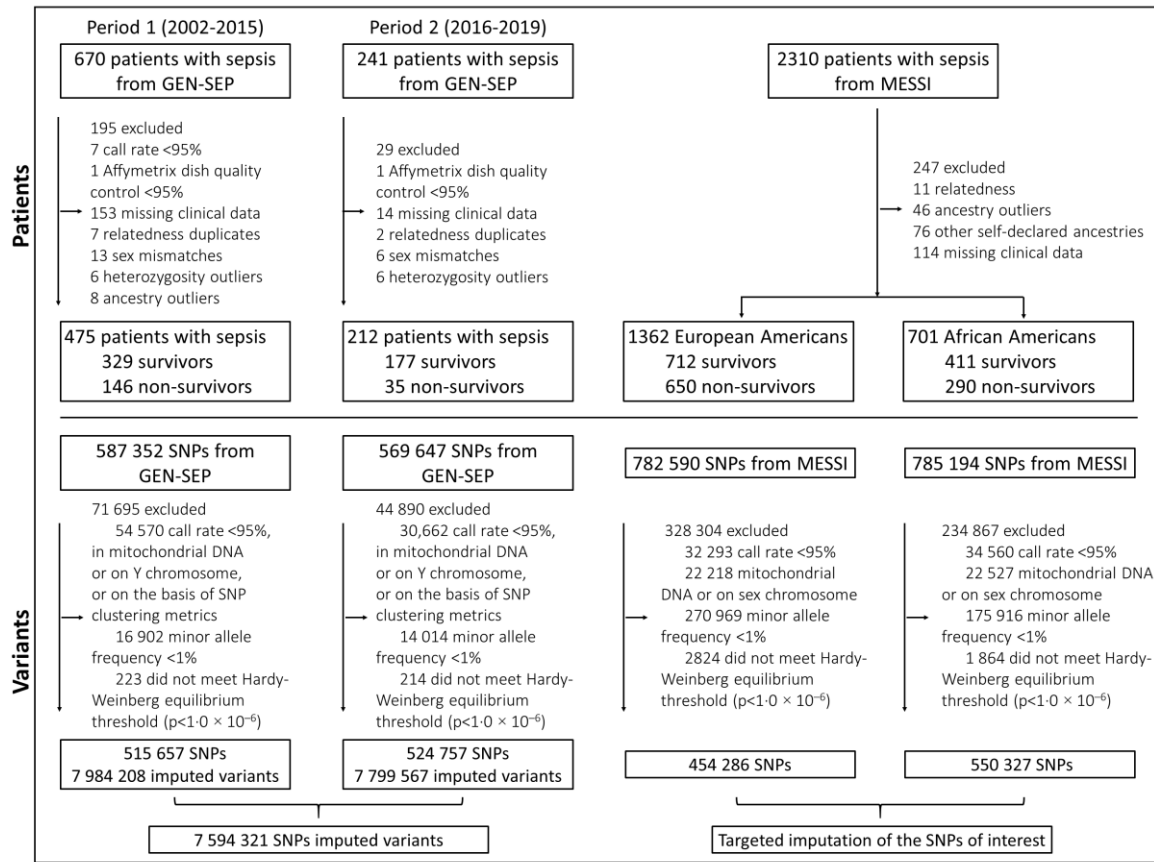 Period 1 (2002-2015)
670 patients with sepsis
from GEN-SEP
Period 2 (2016-2019)
241 patients with sepsis
from GEN-SEP
2310 patients with sepsis
from MESSI
Patients
195 excluded
7 call rate <95%
1 Affymetrix dish quality
control <95%
153 missing clinical data
7 relatedness duplicates
13 sex mismatches
6 heterozygosity outliers
8 ancestry outliers
29 excluded
1 Affymetrix dish quality
control <95%
14 missing clinical data
2 relatedness duplicates
6 sex mismatches
6 heterozygosity outliers
247 excluded
11 relatedness
46 ancestry outliers
76 other self-declared ancestries
114 missing clinical data
475 patients with sepsis
329 survivors
146 non-survivors
212 patients with sepsis
177 survivors
35 non-survivors
1362 European Americans
712 survivors
650 non-survivors
701 African Americans
411 survivors
290 non-survivors
Variants
587 352 SNPs from
GEN-SEP
569 647 SNPs from
GEN-SEP
782 590 SNPs from MESSI
785 194 SNPs from MESSI
71 695 excluded
54 570 call rate <95%,
in mitochondrial DNA
or on Y chromosome,
or on the basis of SNP
clustering metrics
16 902 minor allele
frequency <1%
223 did not meet Hardy-
Weinberg equilibrium
threshold (p<1·0 × 10⁻⁶)
44 890 excluded
30,662 call rate <95%,
in mitochondrial DNA
or on Y chromosome,
or on the basis of SNP
clustering metrics
14 014 minor allele
frequency <1%
214 did not meet Hardy-
Weinberg equilibrium
threshold (p<1·0 × 10⁻⁶)
328 304 excluded
32 293 call rate <95%
22 218 mitochondrial
DNA or on sex chromosome
270 969 minor allele
frequency <1%
2824 did not meet Hardy-
Weinberg equilibrium
threshold (p<1·0 × 10⁻⁶)
234 867 excluded
34 560 call rate <95%
22 527 mitochondrial DNA
or on sex chromosome
175 916 minor allele
frequency <1%
1 864 did not meet Hardy-
Weinberg equilibrium
threshold (p<1·0 × 10⁻⁶)
515 657 SNPs
7 984 208 imputed variants
524 757 SNPs
7 799 567 imputed variants
454 286 SNPs
550 327 SNPs
7 594 321 SNPs imputed variants
Targeted imputation of the SNPs of interest